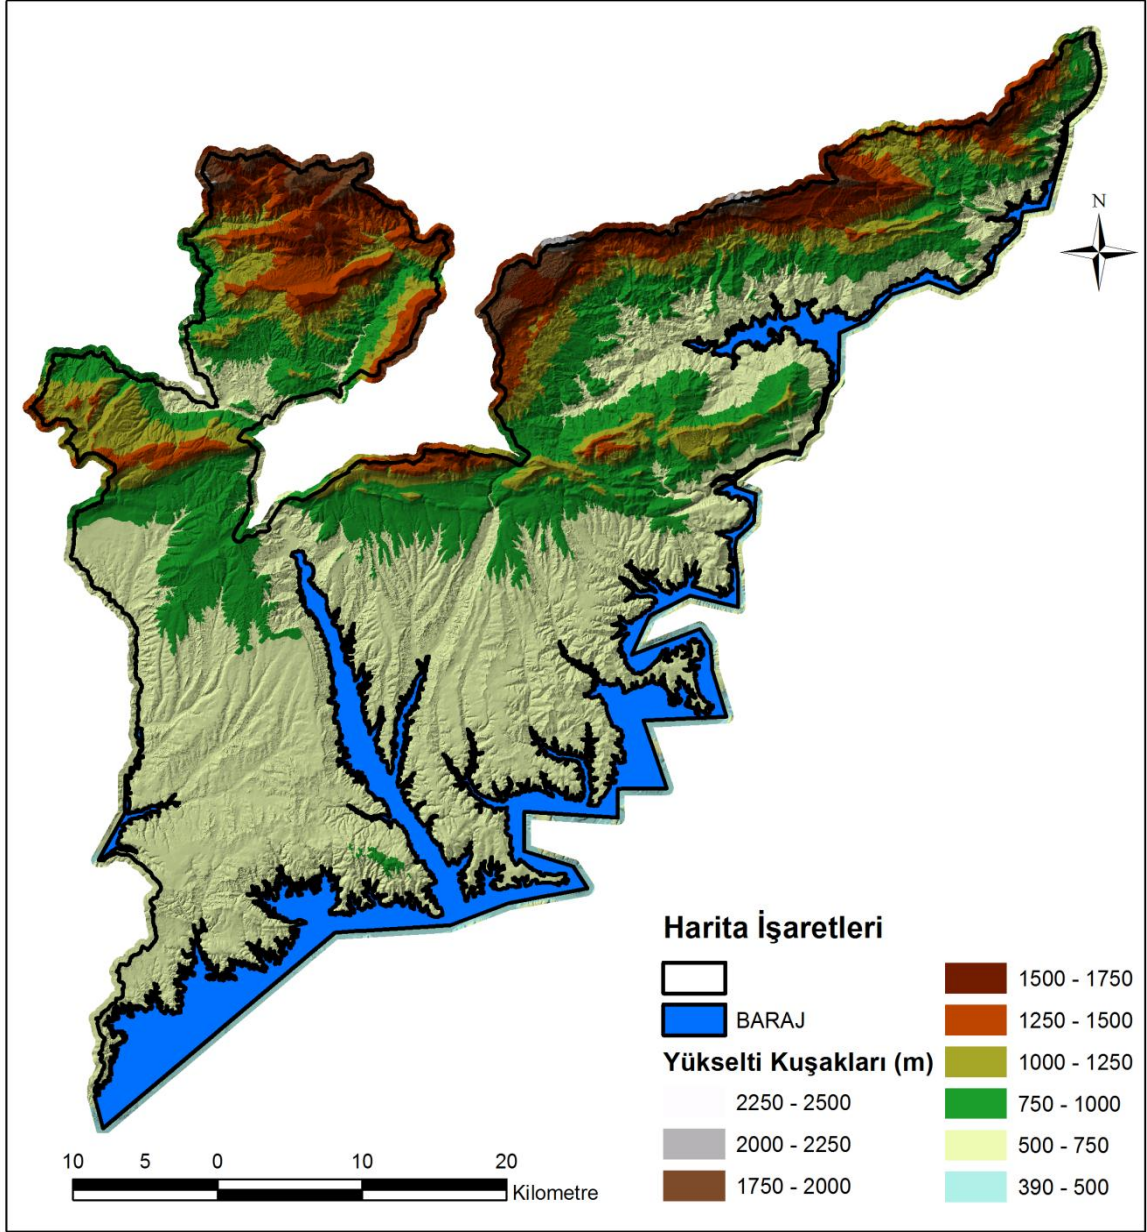 N
Harita İşaretleri
BARAJ
Yükselti Kuşakları (m)
2250 - 2500
2000 - 2250
1750 - 2000
1500 - 1750
1250 - 1500
1000 - 1250
750 - 1000
500 - 750
390 - 500
10 5 0 10 20
Kilometre